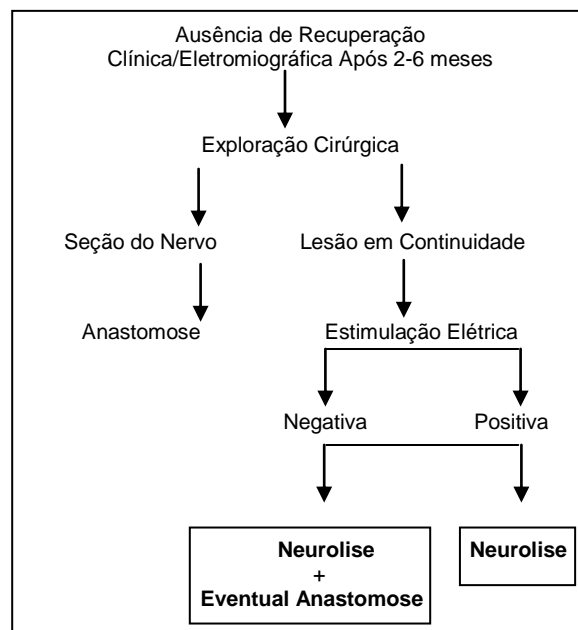 Ausência de Recuperação
Clínica/Eletromiográfica Após 2-6 meses
Exploração Cirúrgica
Seção do Nervo
Lesão em Continuidade
Anastomose
Estimulação Elétrica
Negativa
Positiva
Neurolise
+
Eventual Anastomose
Neurolise